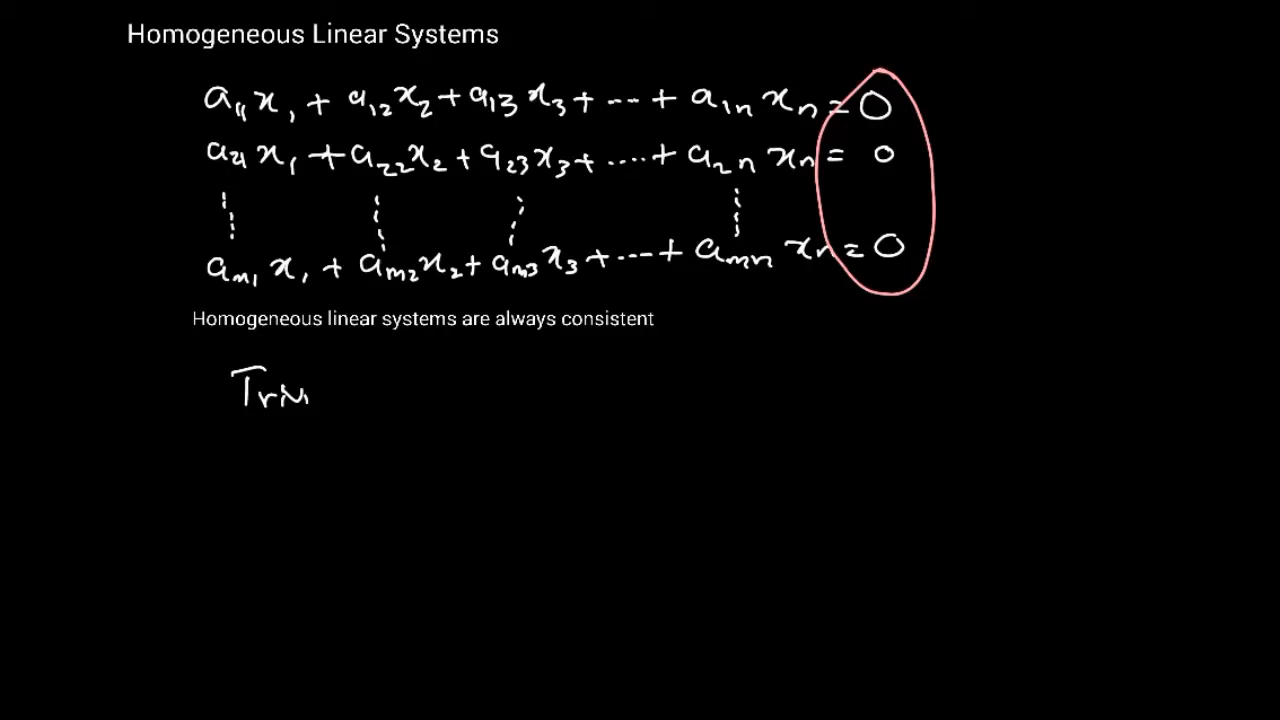 Homogeneous Linear Systems
a₁₁x₁ + a₁₂x₂ + a₁₃x₃ + --- + a₁ₙxₙ = 0
a₂₁x₁ + a₂₂x₂ + a₂₃x₃ + .... + a₂ₙxₙ = 0
aₘ₁x₁ + aₘ₂x₂ + aₘ₃x₃ + --- + aₘₙxₙ = 0
Homogeneous linear systems are always consistent